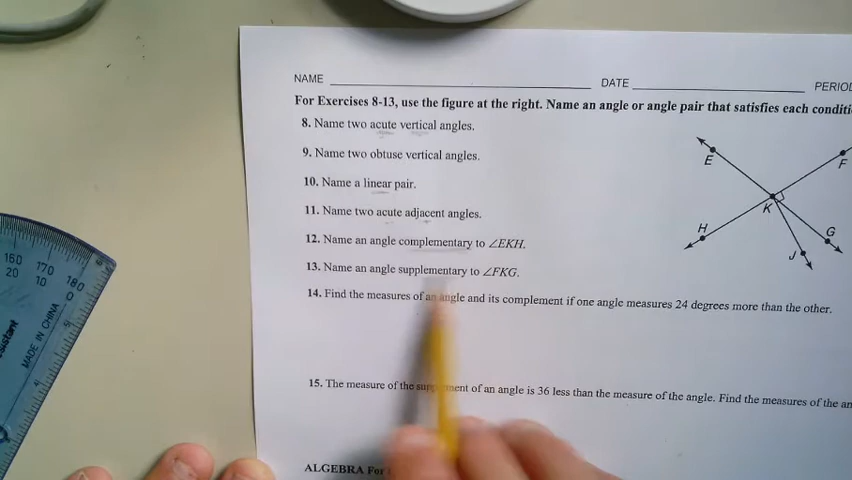 NAME DATE PERIOD
For Exercises 8-13, use the figure at the right. Name an angle or angle pair that satisfies each conditi
8. Name two acute vertical angles.
9. Name two obtuse vertical angles.
10. Name a linear pair.
11. Name two acute adjacent angles.
12. Name an angle complementary to ∠EKH.
13. Name an angle supplementary to ∠FKG.
E
F
K
H
G
J
14. Find the measures of an angle and its complement if one angle measures 24 degrees more than the other.
15. The measure of the supplement of an angle is 36 less than the measure of the angle. Find the measures of the an
ALGEBRA For
160 170 180
20 10 0
MADE IN CHINA